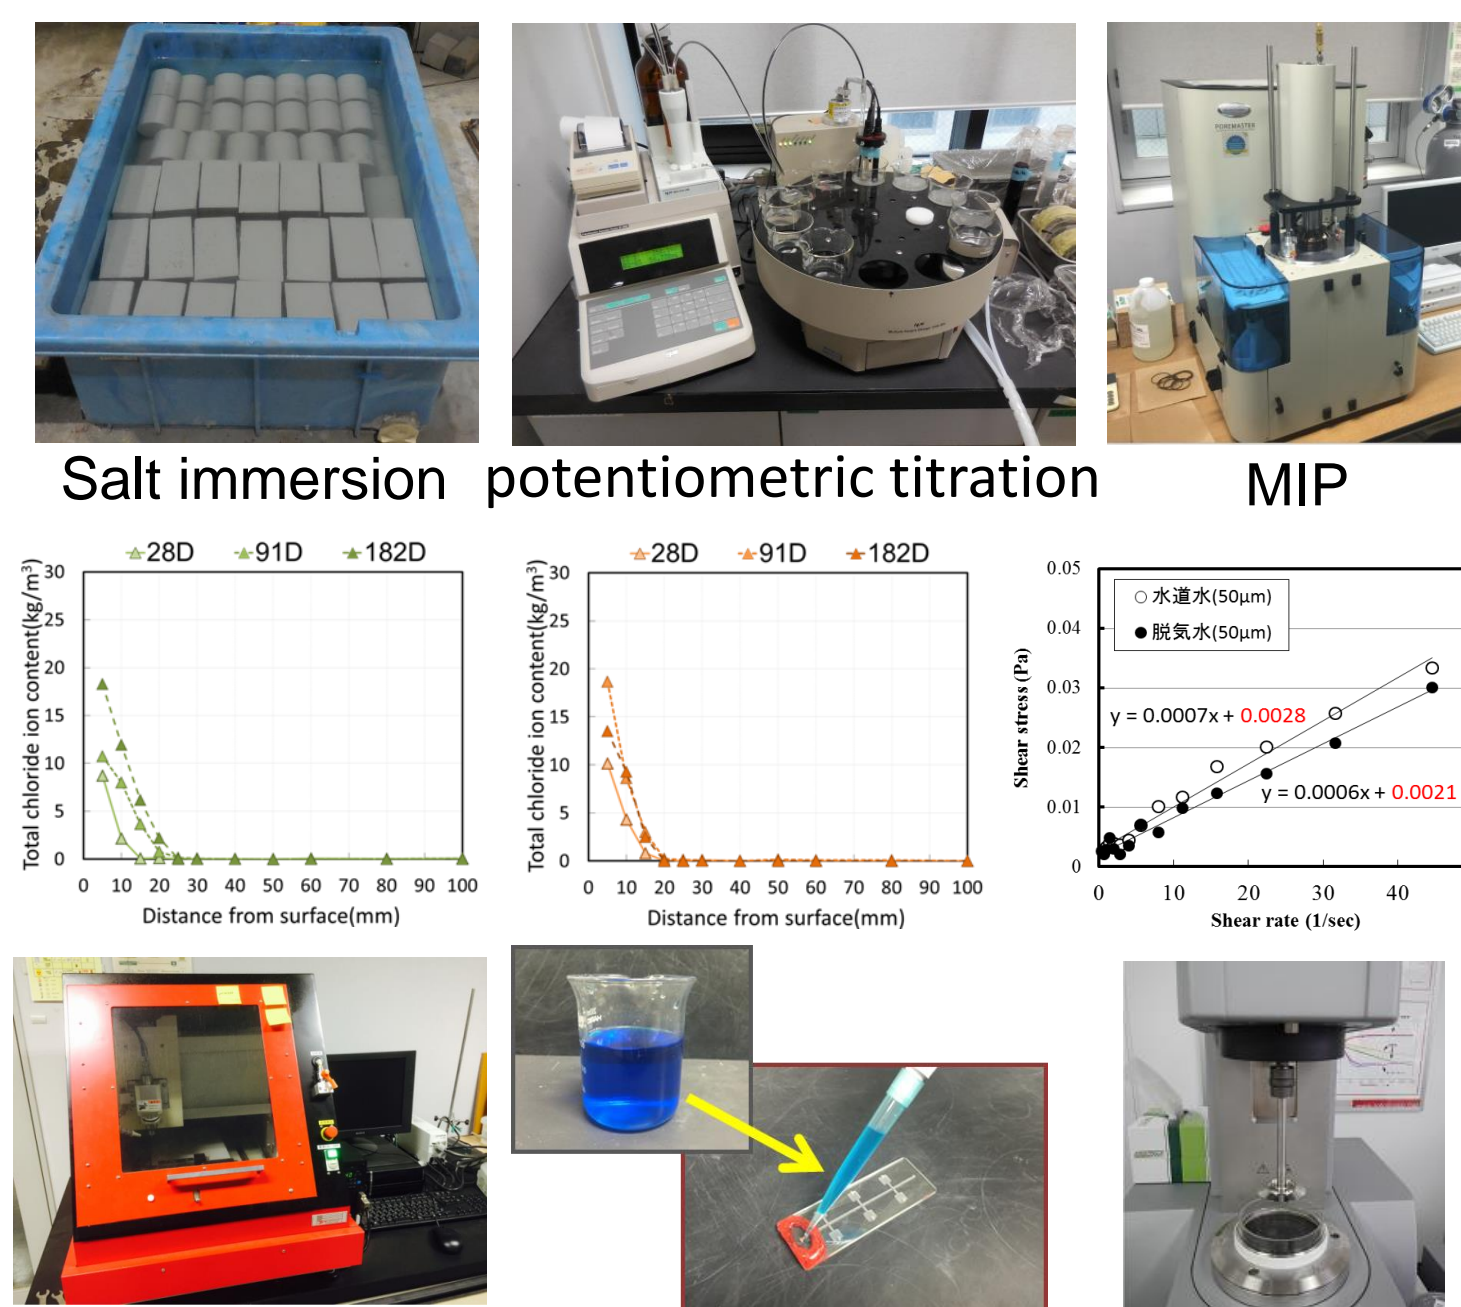 POREMASTER
Salt immersion
potentiometric titration
MIP
28D 91D 182D
Total chloride ion content(kg/m³)
30
25
20
15
10
5
0
0 10 20 30 40 50 60 70 80 90 100
Distance from surface(mm)
28D 91D 182D
Total chloride ion content(kg/m³)
30
25
20
15
10
5
0
0 10 20 30 40 50 60 70 80 90 100
Distance from surface(mm)
水道水(50μm)
脱気水(50μm)
Shear stress (Pa)
0.05
0.04
0.03
0.02
0.01
0
y = 0.0007x + 0.0028
y = 0.0006x + 0.0021
0 10 20 30 40
Shear rate (1/sec)